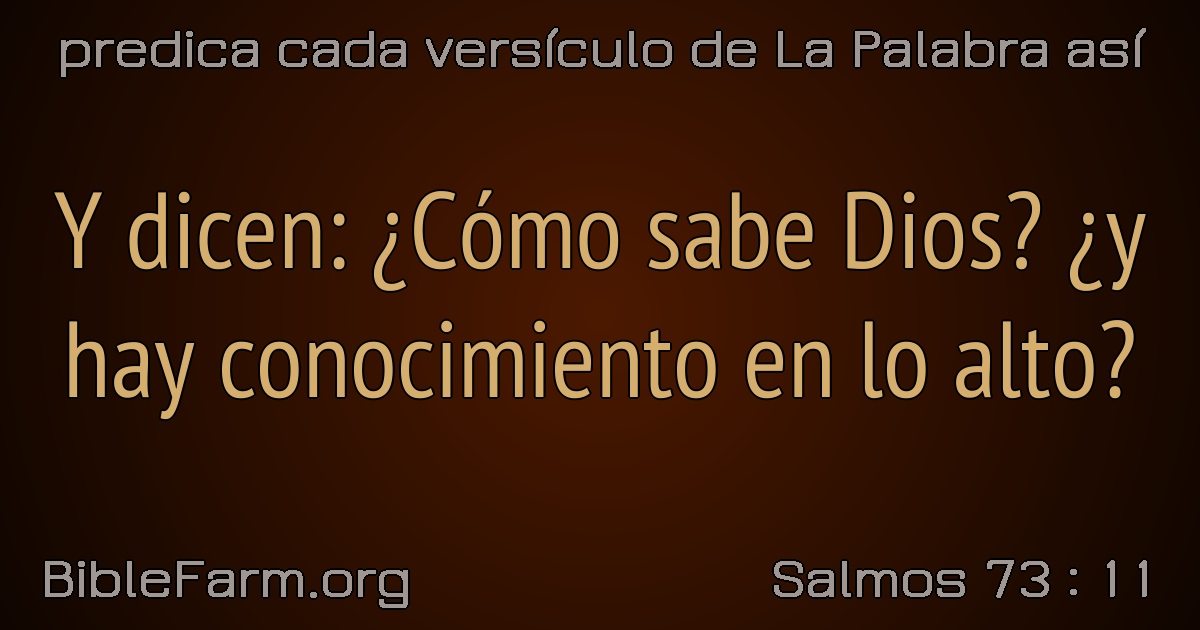 predica cada versículo de La Palabra así
Y dicen: ¿Cómo sabe Dios? ¿y
hay conocimiento en lo alto?
BibleFarm.org
Salmos 73 : 11